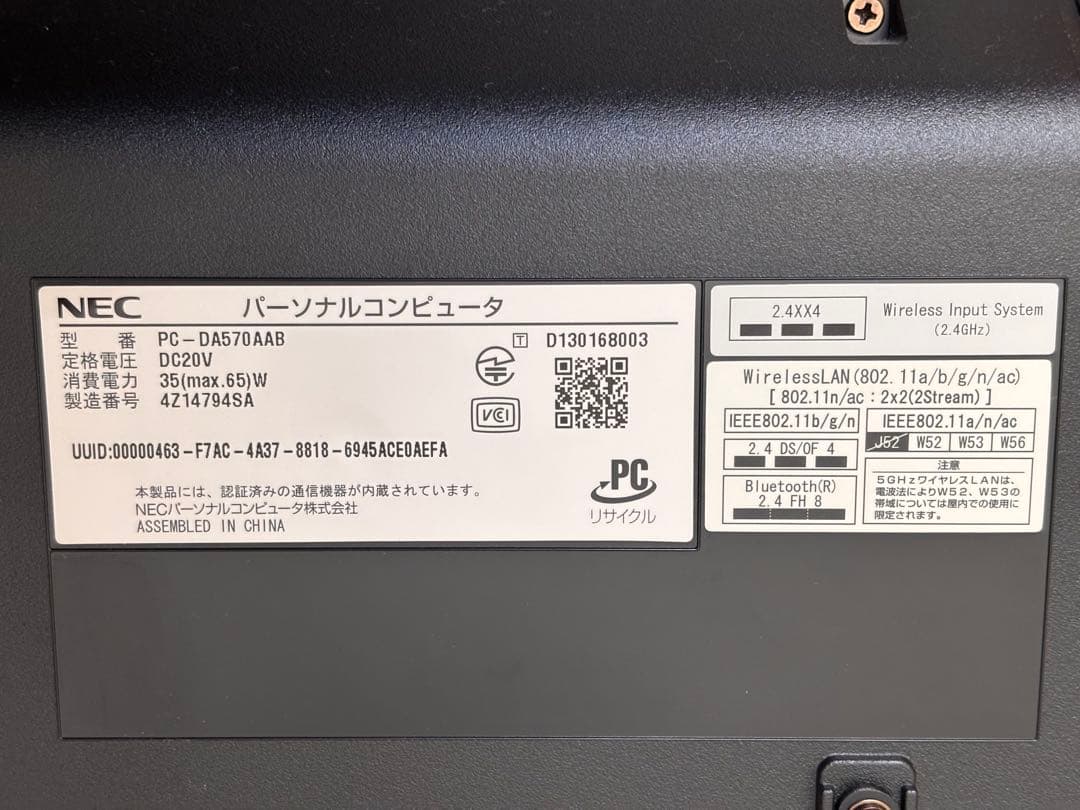 NEC パーソナルコンピュータ
型 番 PC-DA570AAB
定格電圧 DC20V
消費電力 35(max.65)W
製造番号 4Z14794SA
T D130168003
VCCI
UUID:00000463-F7AC-4A37-8818-6945ACE0AEFA
本製品には、認証済みの通信機器が内蔵されています。
NECパーソナルコンピュータ株式会社
ASSEMBLED IN CHINA
PC
リサイクル
2.4XX4
Wireless Input System
(2.4GHz)
WirelessLAN(802.11a/b/g/n/ac)
[ 802.11n/ac : 2x2(2Stream) ]
IEEE802.11b/g/n
2.4 DS/OF 4
Bluetooth(R)
2.4 FH 8
IEEE802.11a/n/ac
J52 W52 W53 W56
注意
5GHzワイヤレスLANは、
電波法によりW52、W53の
帯域については屋内での使用に
限定されます。